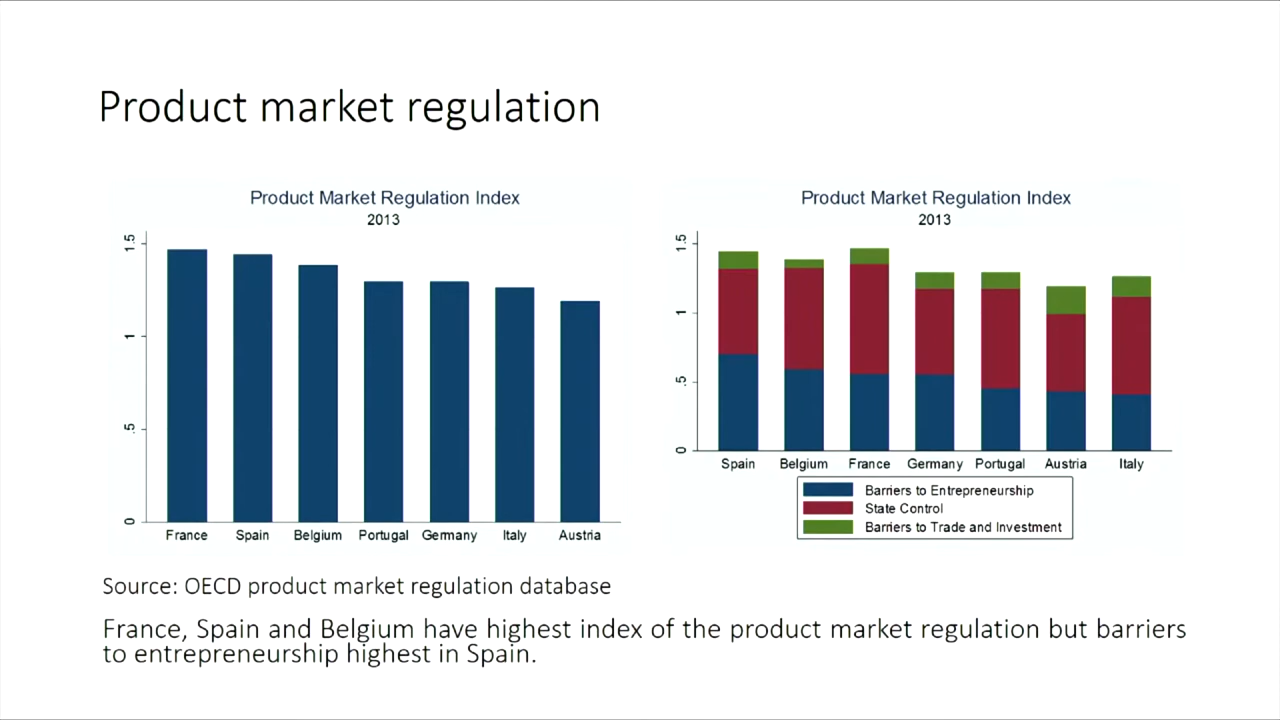 Product market regulation
Product Market Regulation Index
2013
1.5
1
.5
0
France Spain Belgium Portugal Germany Italy Austria
Product Market Regulation Index
2013
1.5
1
.5
0
Spain Belgium France Germany Portugal Austria Italy
Barriers to Entrepreneurship
State Control
Barriers to Trade and Investment
Source: OECD product market regulation database
France, Spain and Belgium have highest index of the product market regulation but barriers
to entrepreneurship highest in Spain.